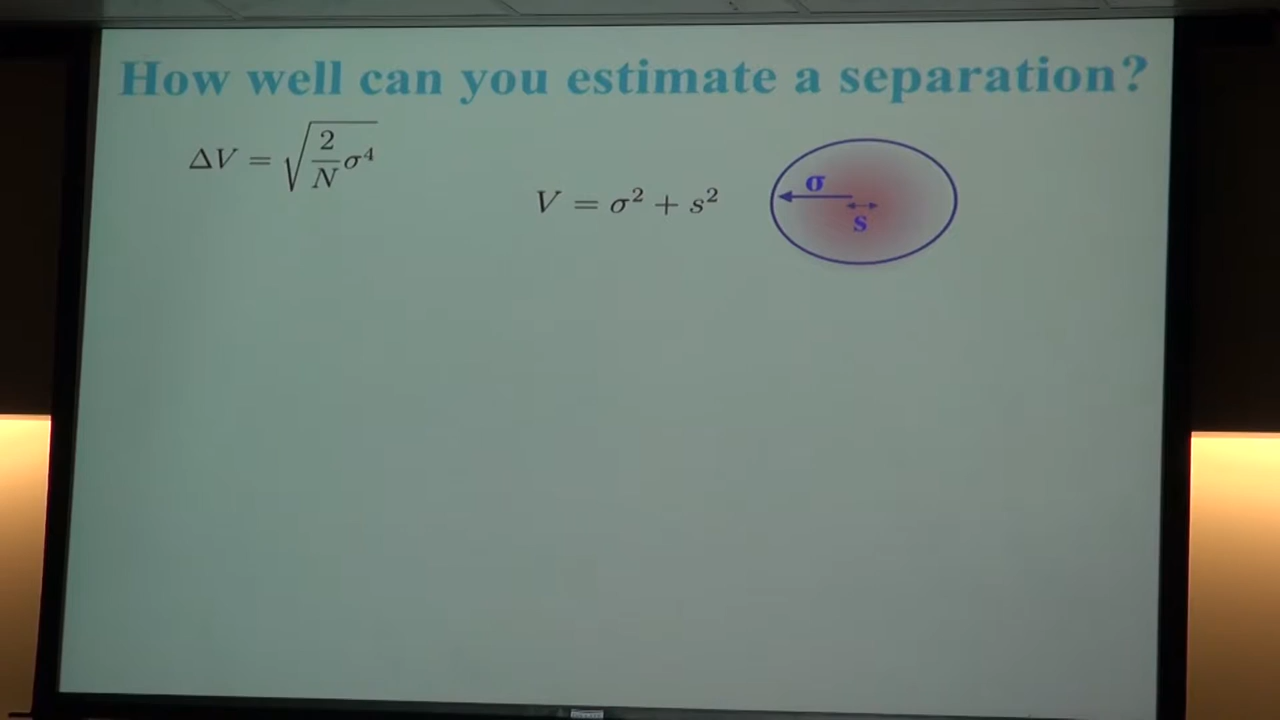 How well can you estimate a separation?
ΔV = √(2/N σ⁴)
V = σ² + s²
σ
s